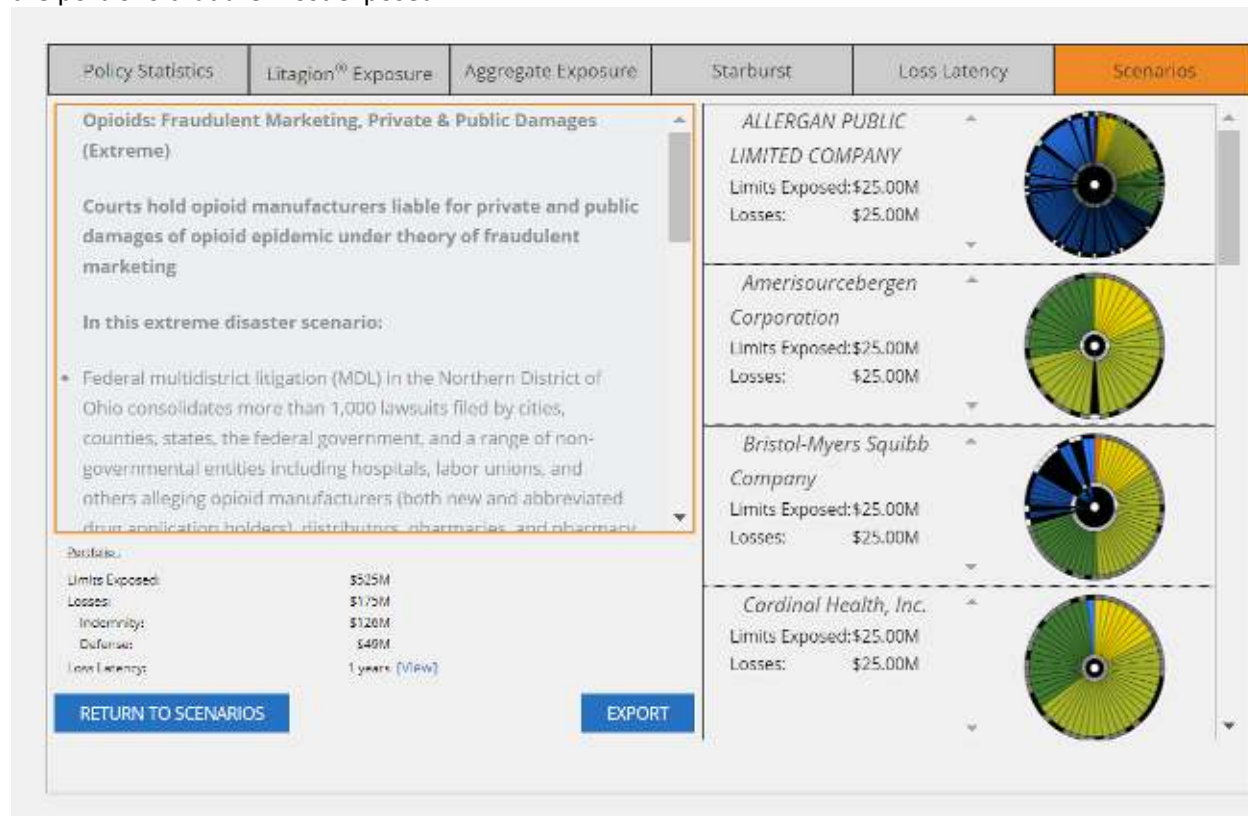 Policy Statistics
Litagion® Exposure
Aggregate Exposure
Starburst
Loss Latency
Scenarios
Opioids: Fraudulent Marketing, Private & Public Damages
(Extreme)
Courts hold opioid manufacturers liable for private and public
damages of opioid epidemic under theory of fraudulent
marketing
In this extreme disaster scenario:
• Federal multidistrict litigation (MDL) in the Northern District of
Ohio consolidates more than 1,000 lawsuits filed by cities,
counties, states, the federal government, and a range of non-
governmental entities including hospitals, labor unions, and
others alleging opioid manufacturers (both new and abbreviated
drug application holders), distributors, pharmacies, and pharmacy
Portfolio:
Limits Exposed: $525M
Losses: $175M
Indemnity: $126M
Defense: $49M
Loss Latency: 1 years [View]
RETURN TO SCENARIOS
EXPORT
ALLERGAN PUBLIC
LIMITED COMPANY
Limits Exposed:$25.00M
Losses: $25.00M
Amerisourcebergen
Corporation
Limits Exposed:$25.00M
Losses: $25.00M
Bristol-Myers Squibb
Company
Limits Exposed:$25.00M
Losses: $25.00M
Cardinal Health, Inc.
Limits Exposed:$25.00M
Losses: $25.00M